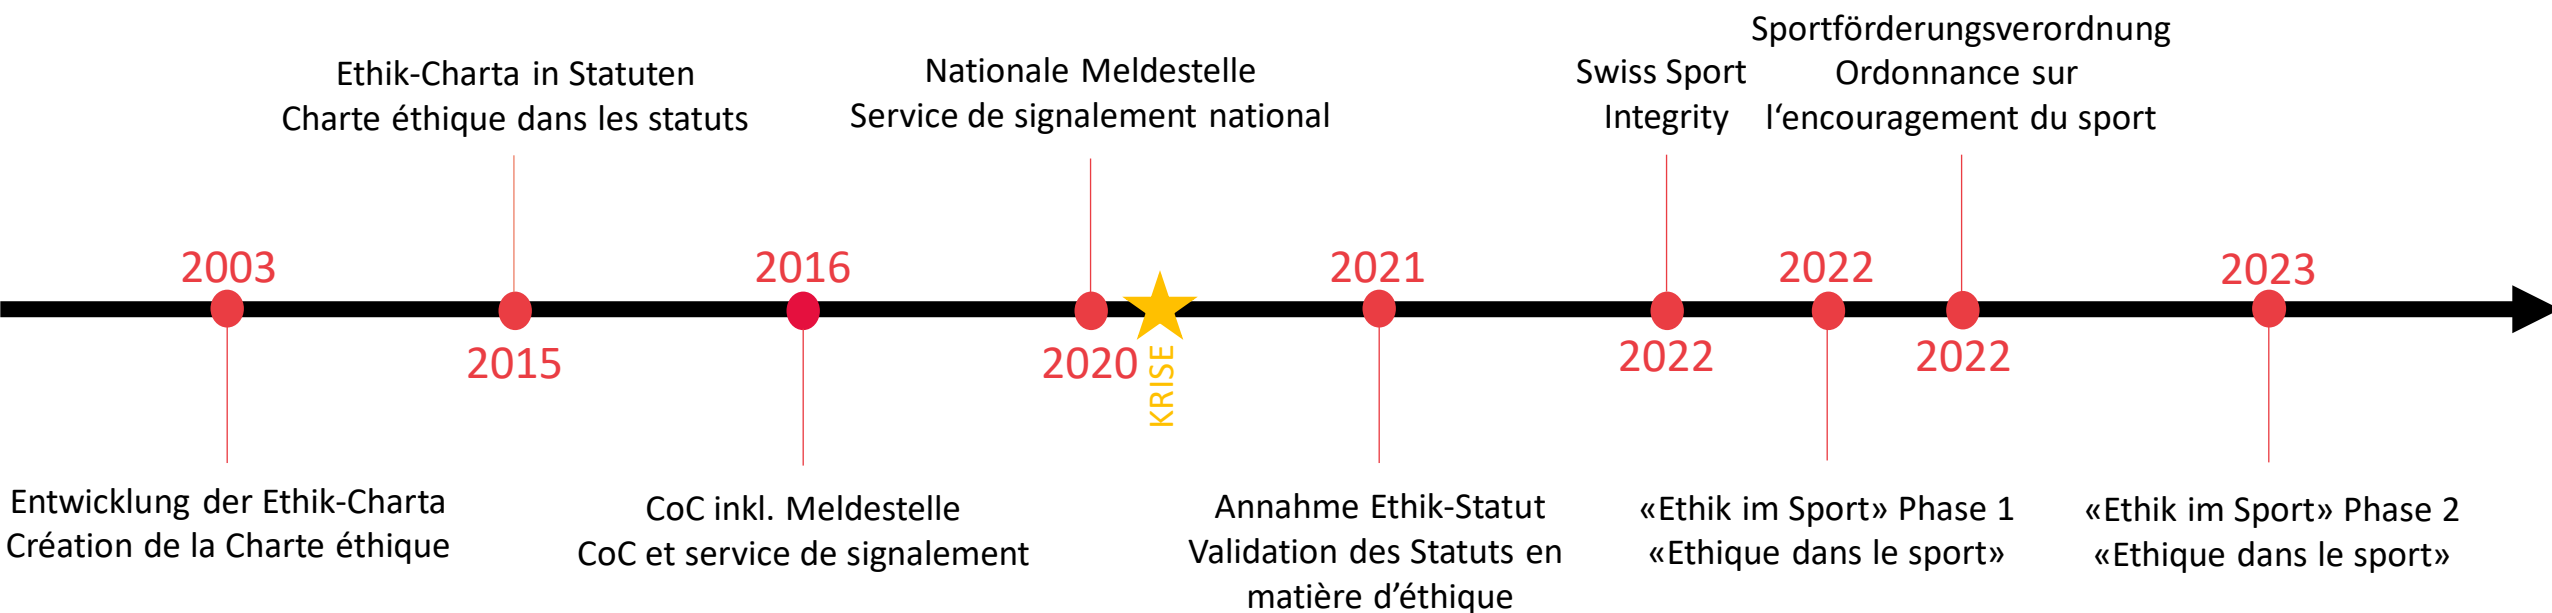 Ethik-Charta in Statuten
Charte éthique dans les statuts
Nationale Meldestelle
Service de signalement national
Swiss Sport
Integrity
Sportförderungsverordnung
Ordonnance sur
l‘encouragement du sport
2003
2015
2016
2020
KRISE
2021
2022
2022
2022
2023
Entwicklung der Ethik-Charta
Création de la Charte éthique
CoC inkl. Meldestelle
CoC et service de signalement
Annahme Ethik-Statut
Validation des Statuts en
matière d’éthique
«Ethik im Sport» Phase 1
«Ethique dans le sport»
«Ethik im Sport» Phase 2
«Ethique dans le sport»